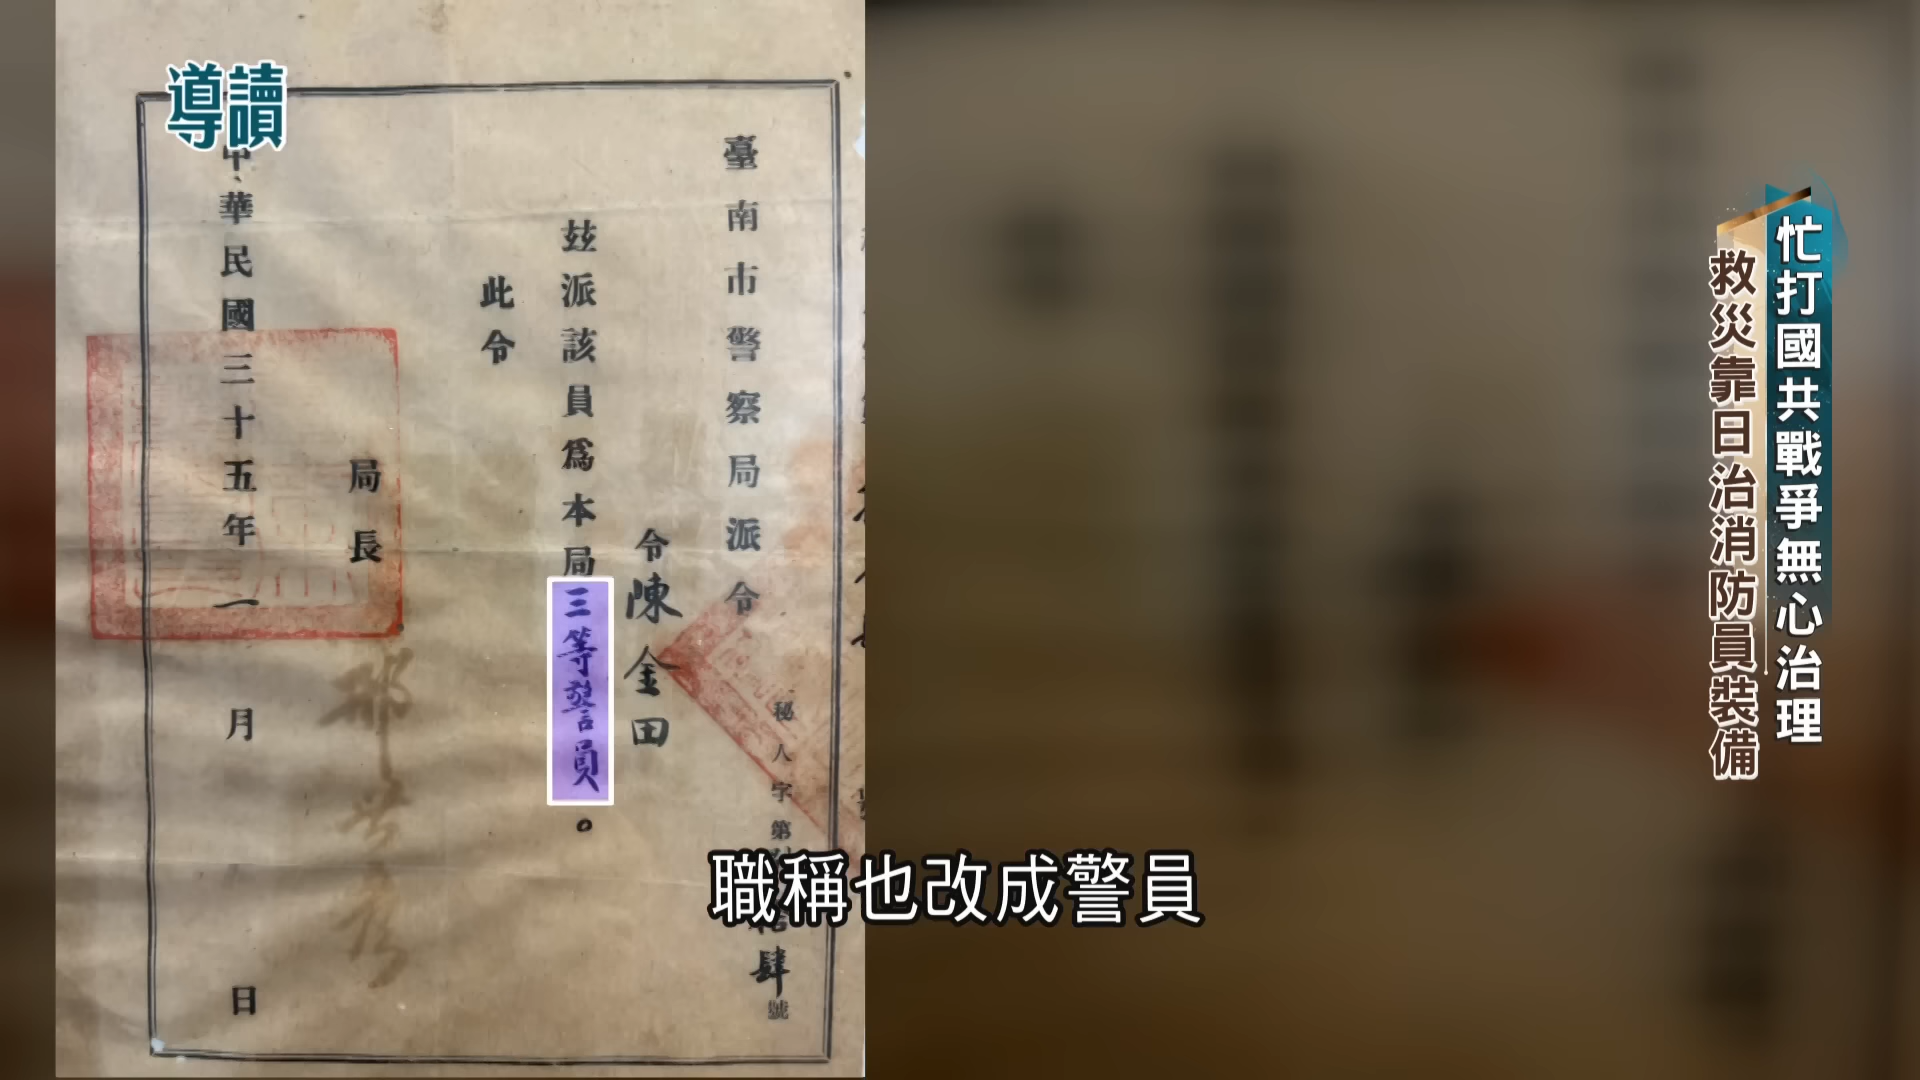 導讀
臺南市警察局派令
秘人字第
肆號
令陳金田
茲派該員爲本局三等警員。
此令
局長
中華民國三十五年一月日
忙打國共戰爭無心治理
救災靠日治消防員裝備
職稱也改成警員